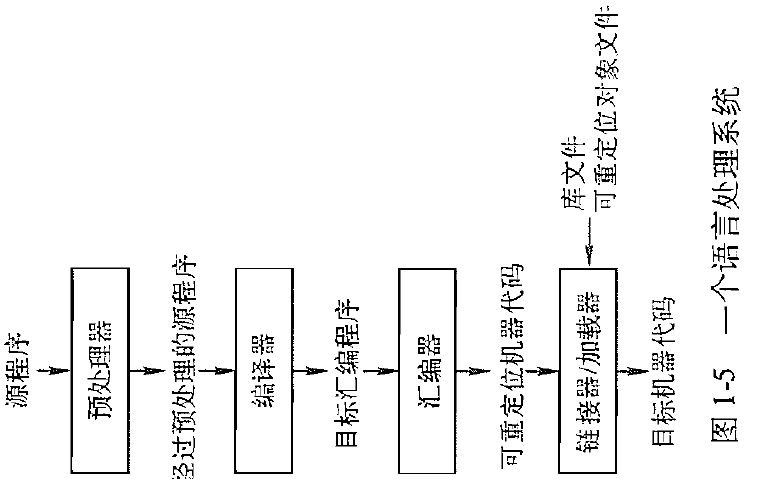 源程序
预处理器
经过预处理的源程序
编译器
目标汇编程序
汇编器
可重定位机器代码
链接器/加载器
库文件
可重定位对象文件
目标机器代码
图 1-5 一个语言处理系统